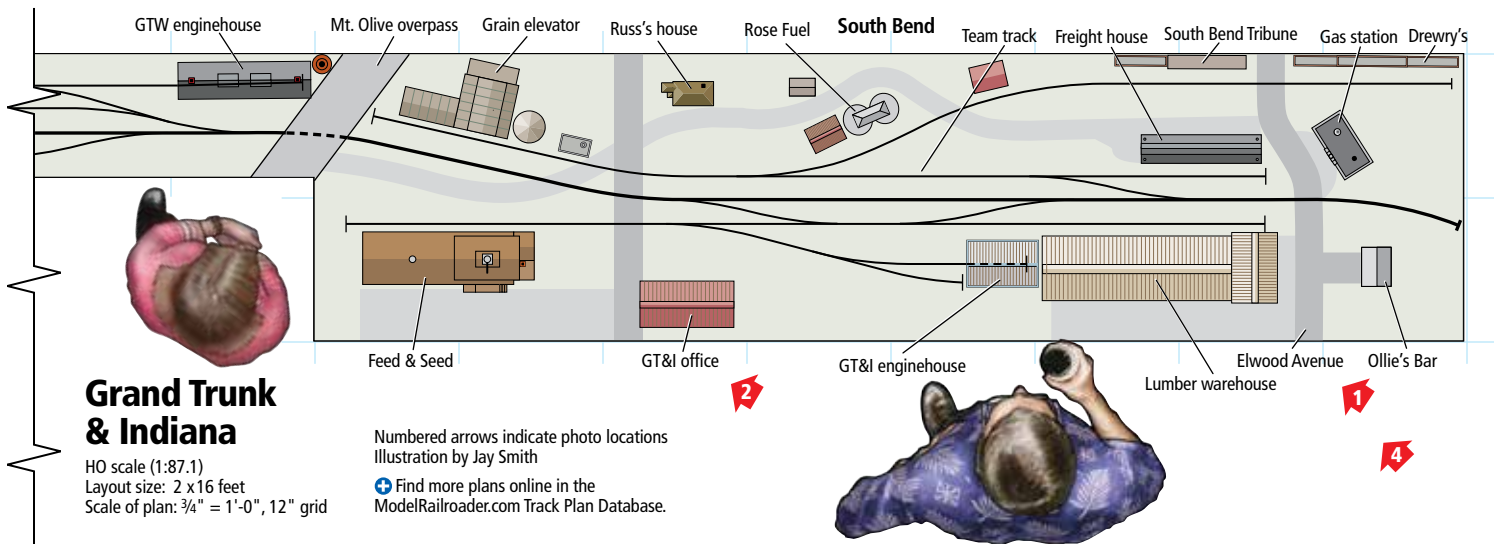 GTW enginehouse
Mt. Olive overpass
Grain elevator
Russ's house
Rose Fuel
South Bend
Team track
Freight house
South Bend Tribune
Gas station
Drewry's
Feed & Seed
GT&I office
GT&I enginehouse
Lumber warehouse
Elwood Avenue
Ollie's Bar
2
1
4
Grand Trunk
& Indiana
HO scale (1:87.1)
Layout size: 2 x 16 feet
Scale of plan: 3/4" = 1'-0", 12" grid
Numbered arrows indicate photo locations
Illustration by Jay Smith
Find more plans online in the
ModelRailroader.com Track Plan Database.